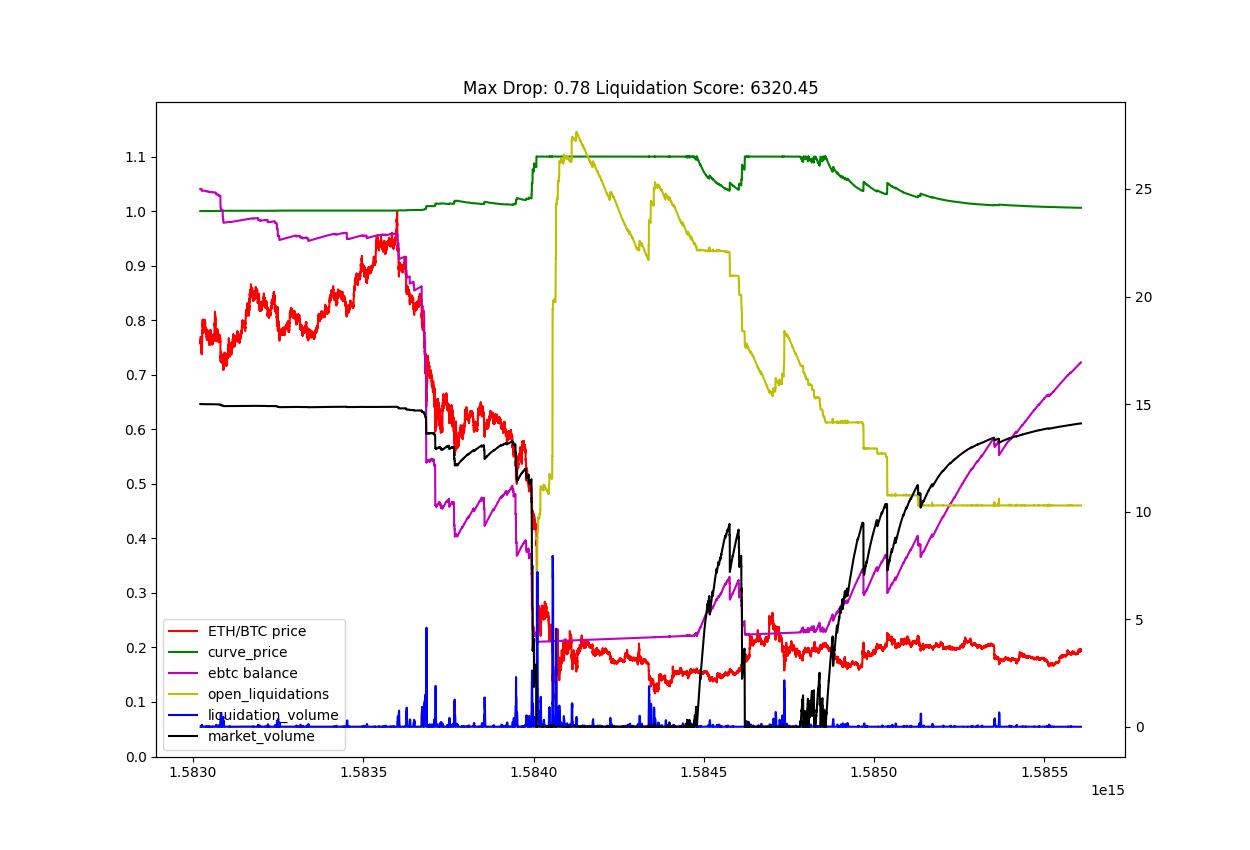 Max Drop: 0.78 Liquidation Score: 6320.45
1.1
1.0
0.9
0.8
0.7
0.6
0.5
0.4
0.3
0.2
0.1
0.0
25
20
15
10
5
0
ETH/BTC price
curve_price
ebtc balance
open_liquidations
liquidation_volume
market_volume
1.5830 1.5835 1.5840 1.5845 1.5850 1.5855
1e15